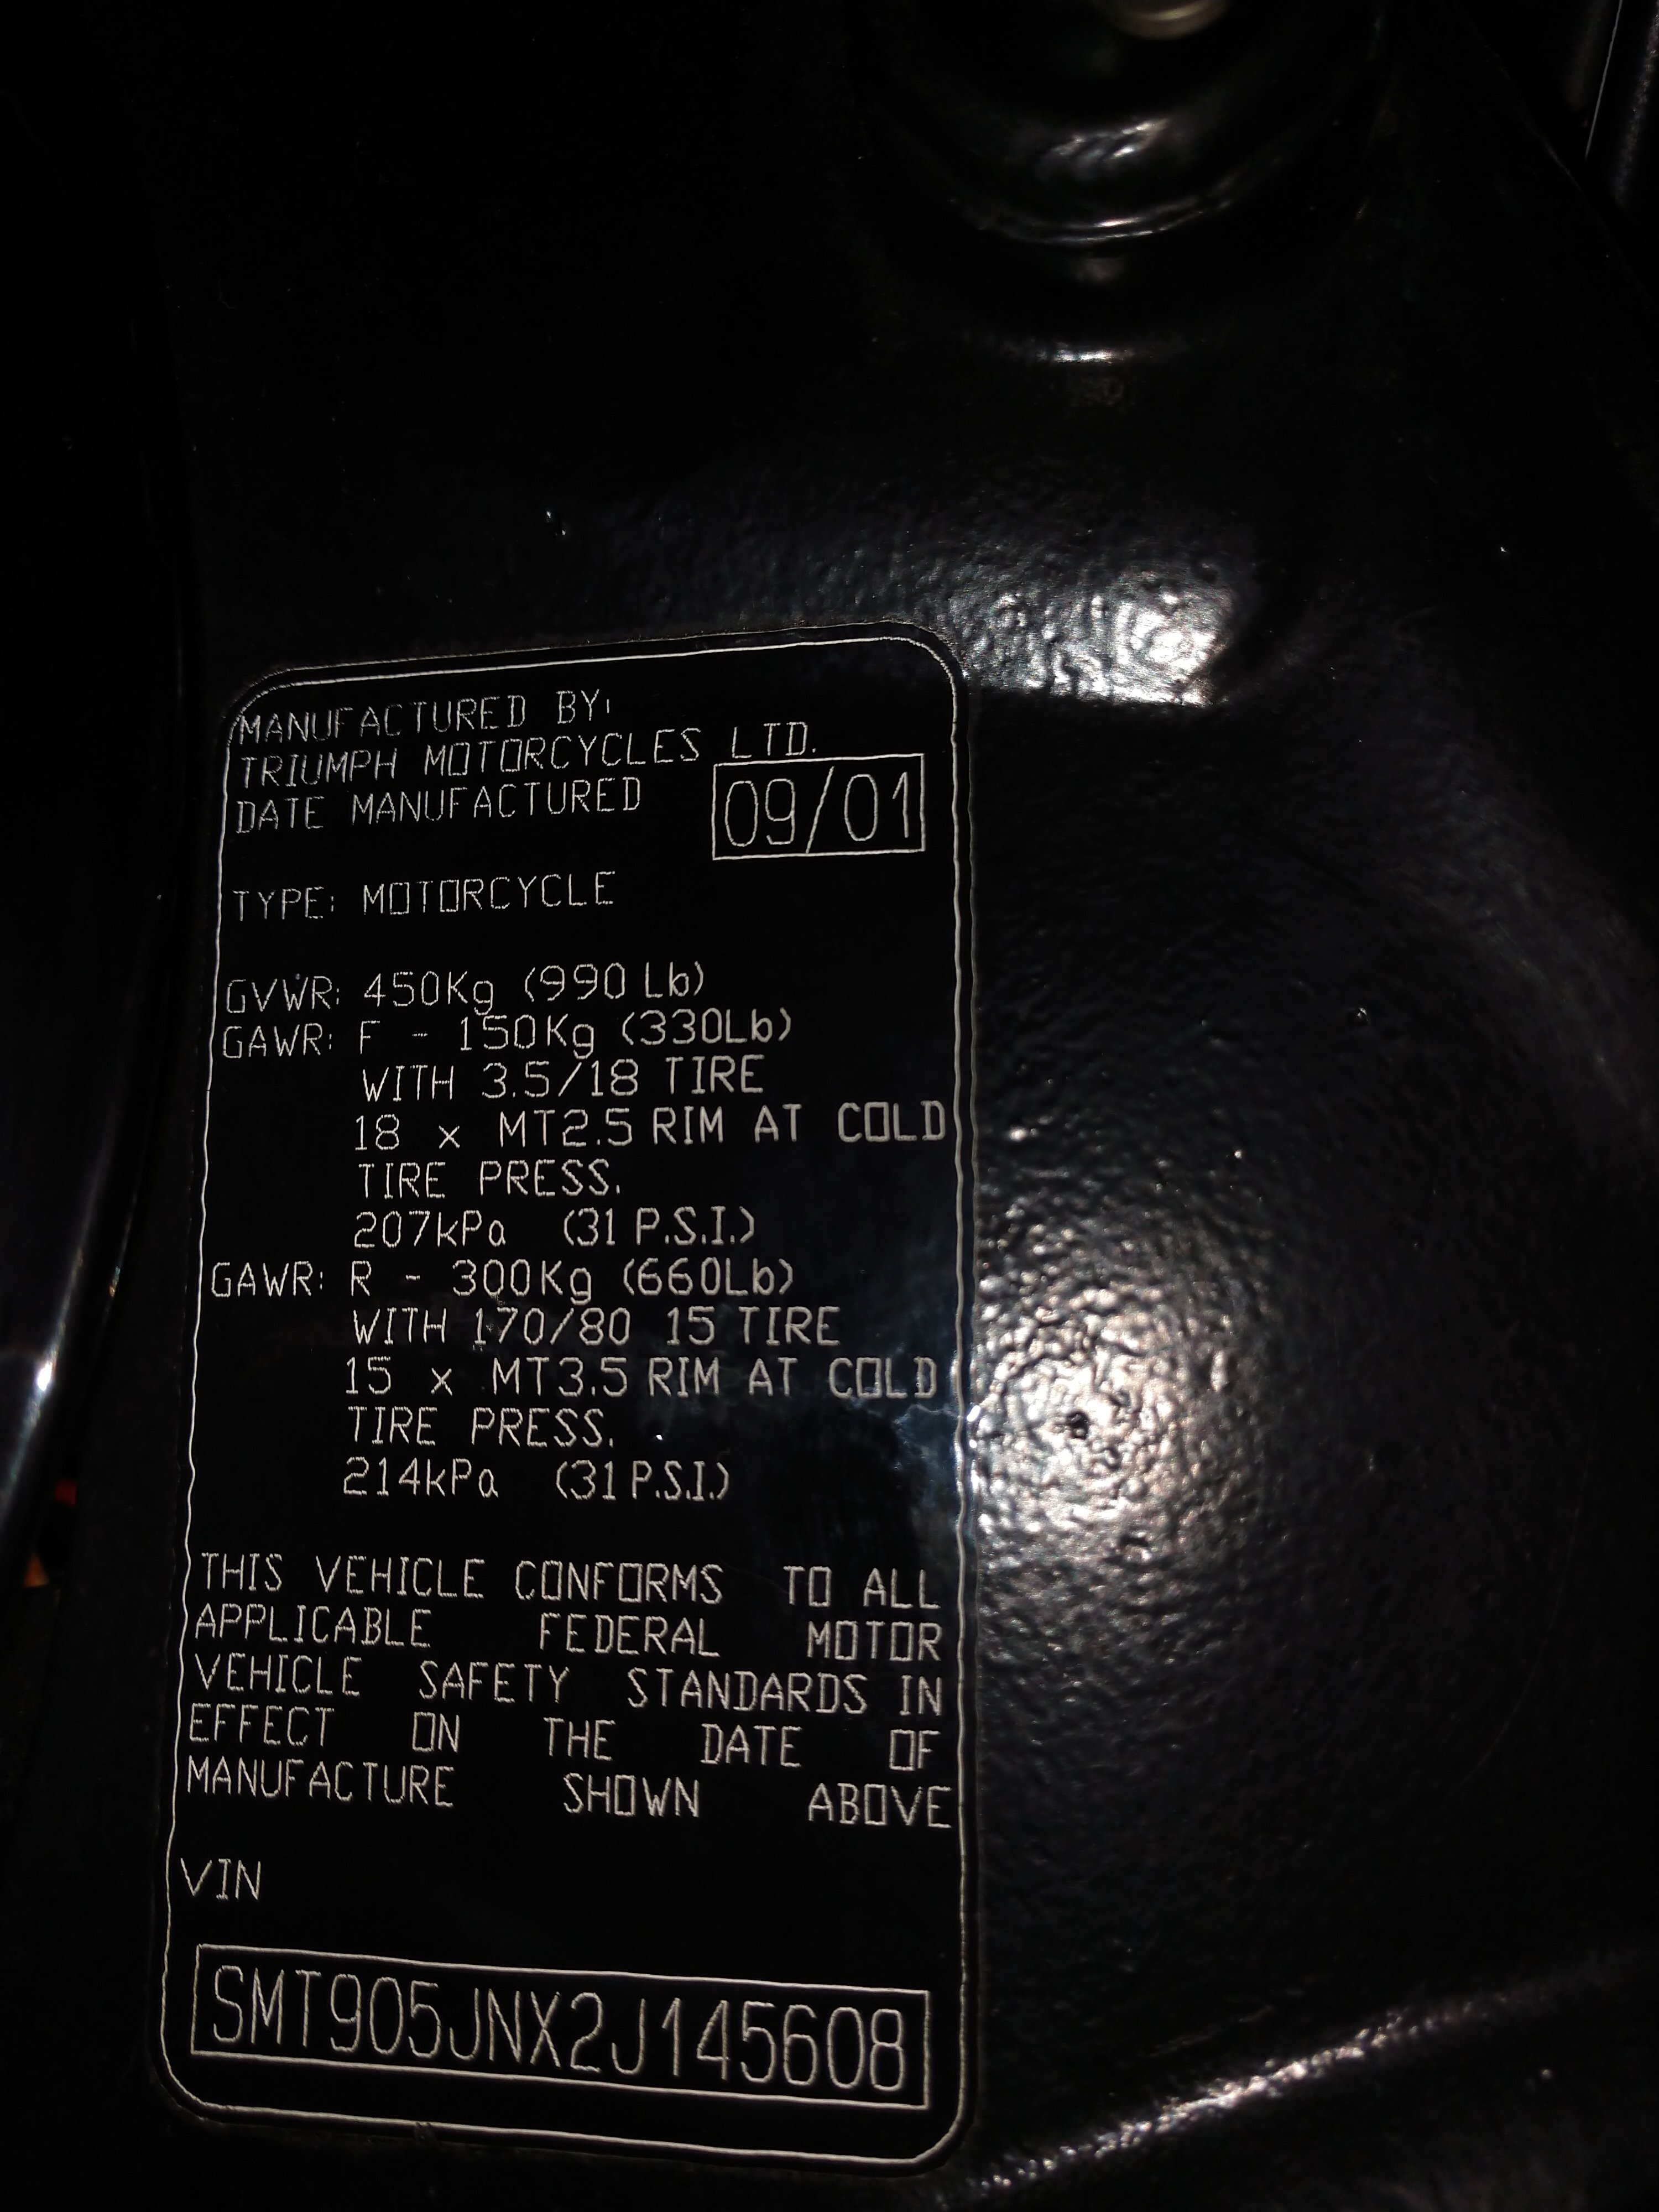 MANUFACTURED BY:
TRIUMPH MOTORCYCLES LTD.
DATE MANUFACTURED 09/01
TYPE: MOTORCYCLE
GVWR: 450Kg (990 Lb)
GAWR: F - 150Kg (330Lb)
WITH 3.5/18 TIRE
18 x MT2.5 RIM AT COLD
TIRE PRESS.
207kPa (31 P.S.I.)
GAWR: R - 300Kg (660Lb)
WITH 170/80 15 TIRE
15 x MT3.5 RIM AT COLD
TIRE PRESS.
214kPa (31 P.S.I.)
THIS VEHICLE CONFORMS TO ALL
APPLICABLE FEDERAL MOTOR
VEHICLE SAFETY STANDARDS IN
EFFECT ON THE DATE OF
MANUFACTURE SHOWN ABOVE
VIN
SMT905JNX2J145608